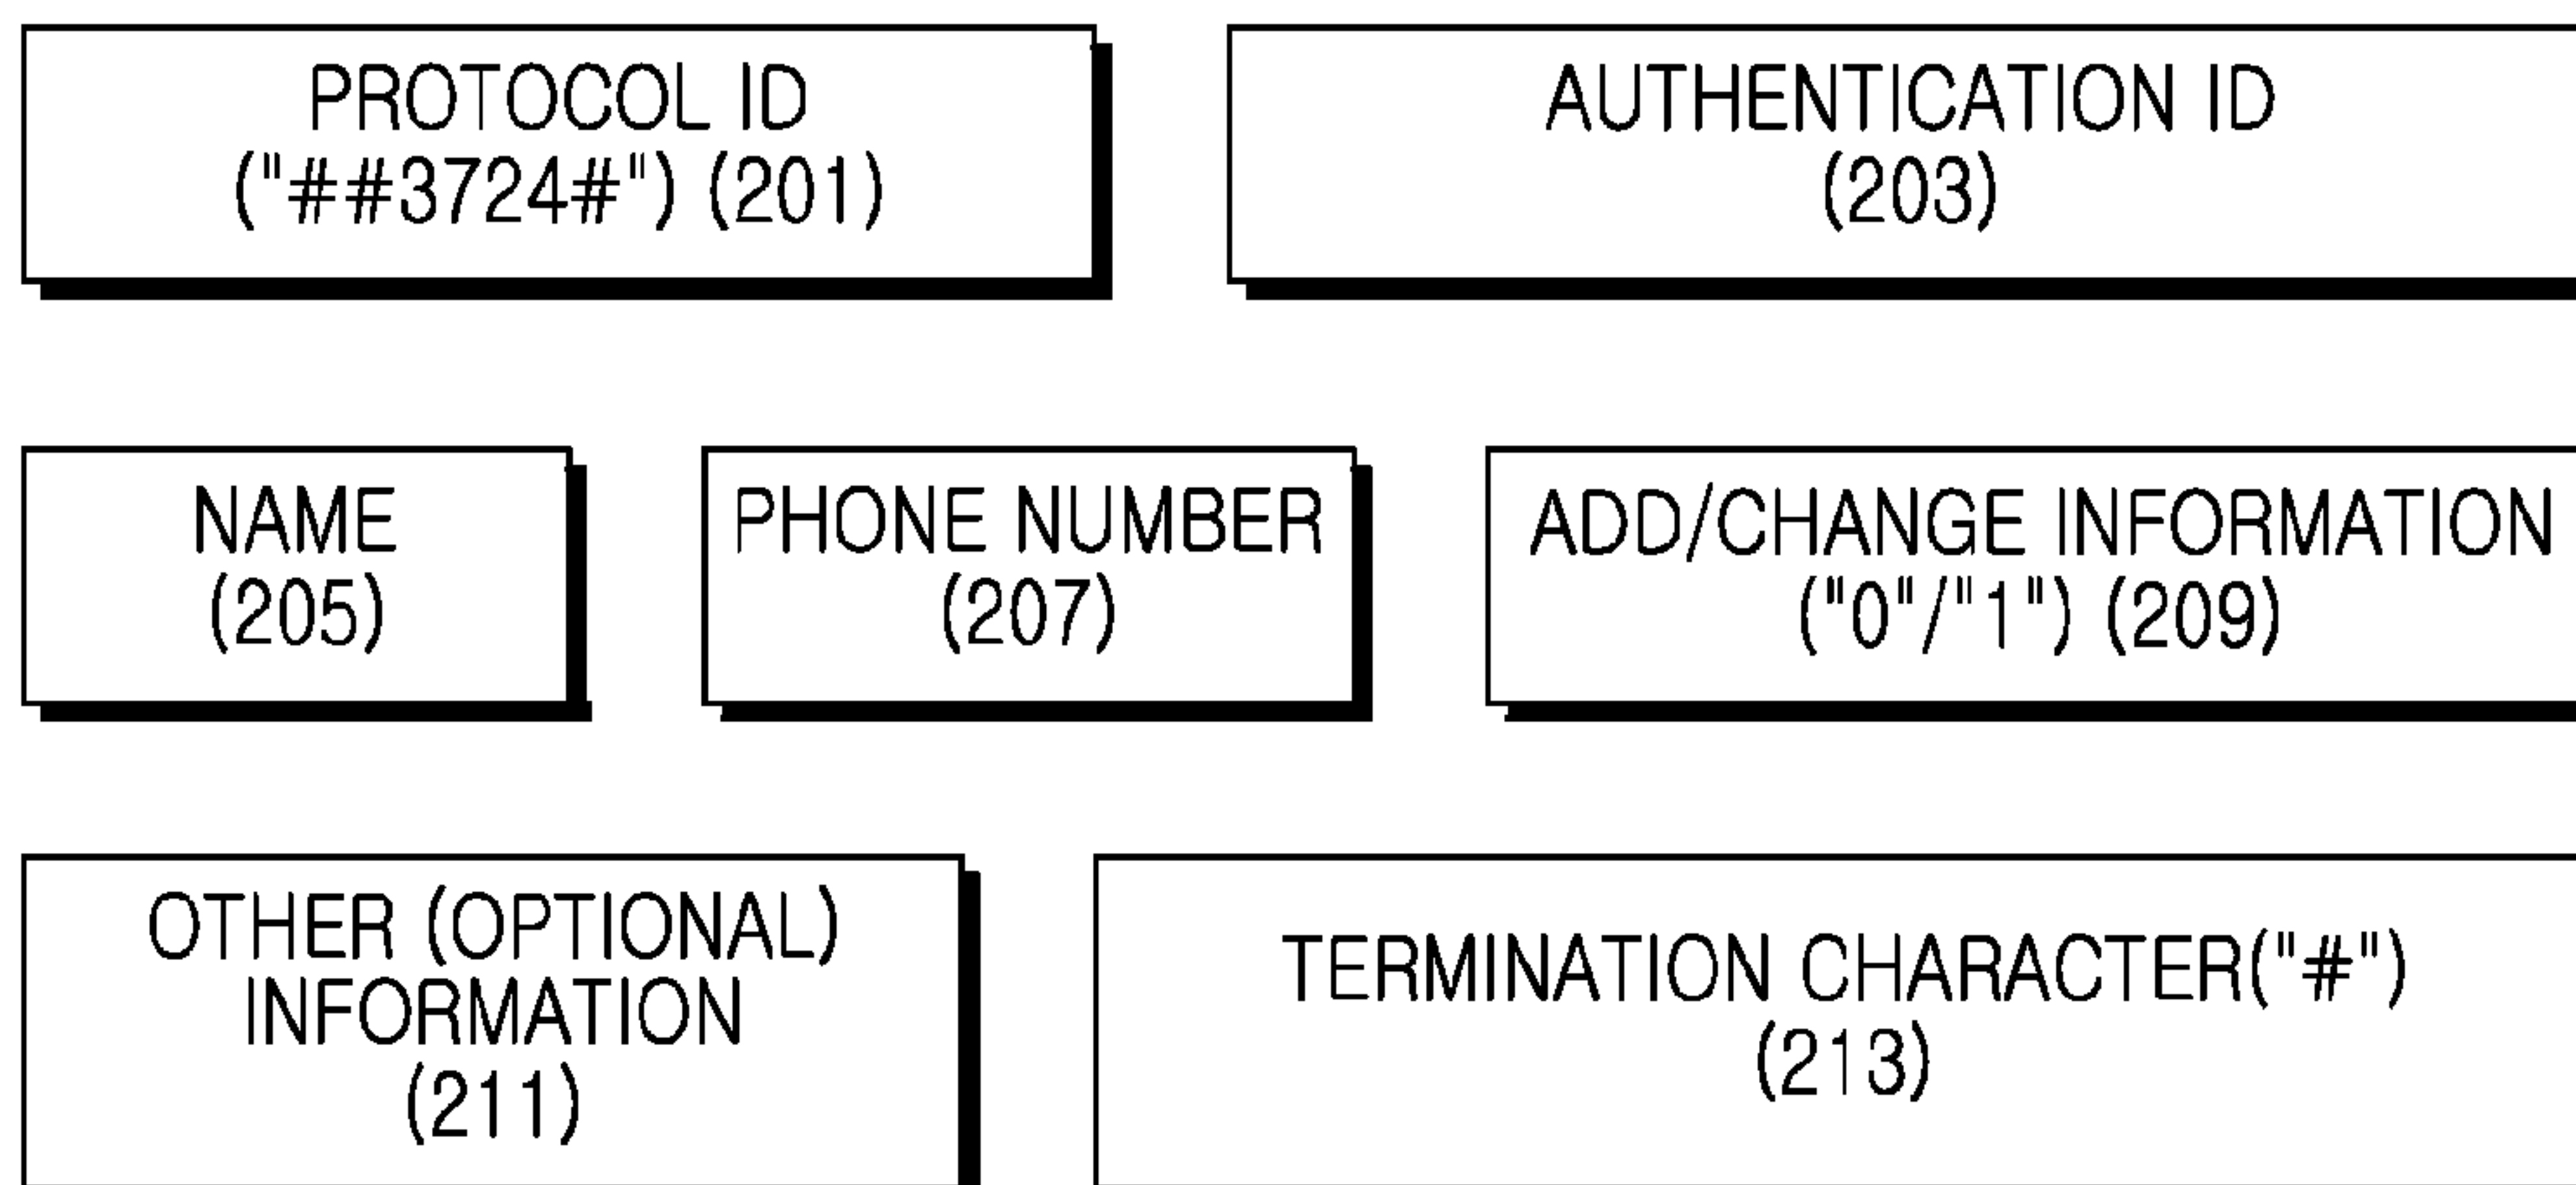 PROTOCOL ID
("##3724#") (201)
AUTHENTICATION ID
(203)
NAME
(205)
PHONE NUMBER
(207)
ADD/CHANGE INFORMATION
("0"/"1") (209)
OTHER (OPTIONAL)
INFORMATION
(211)
TERMINATION CHARACTER("#")
(213)